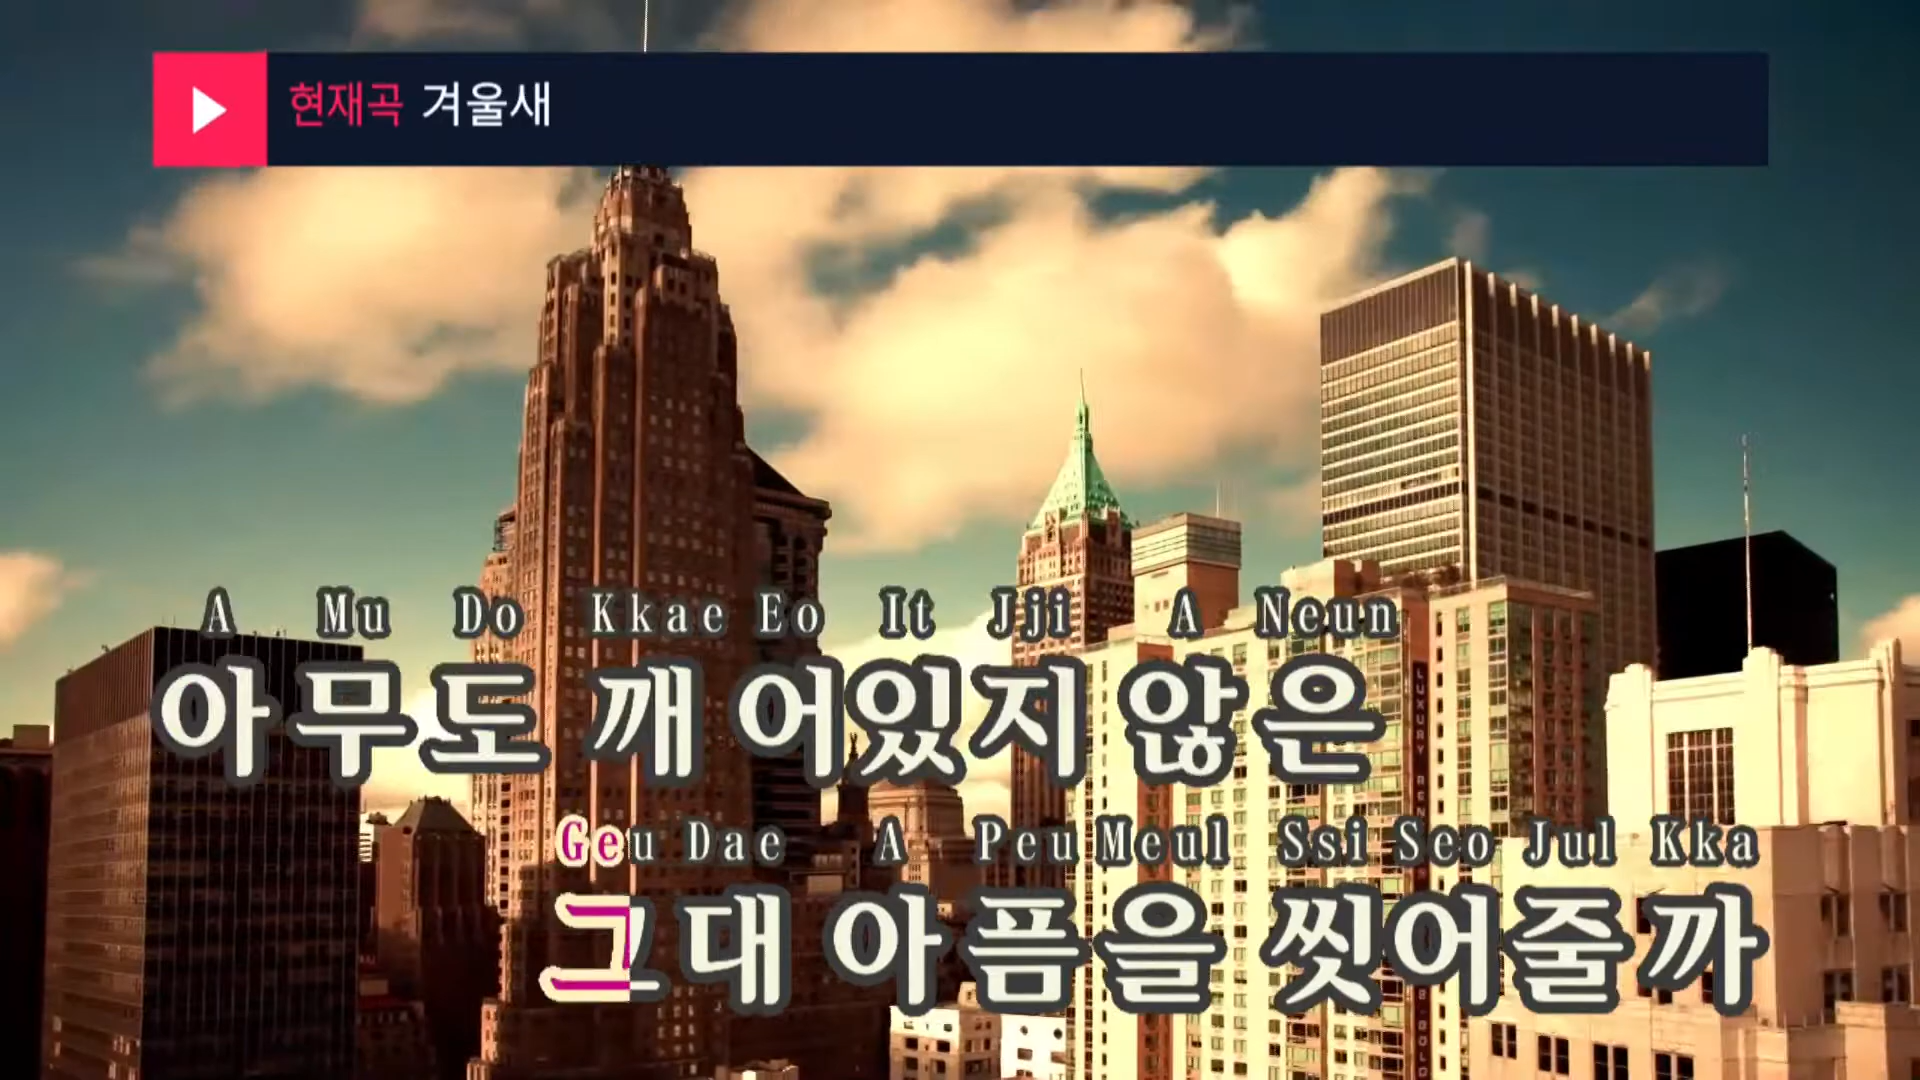 현재곡 겨울새
A Mu Do Kkae Eo It Jji A Neun
아무도 깨 어있지 않은
Geu Dae A Peu Meul Ssi Seo Jul Kka
그대 아픔을 씻어줄까
LUXURY